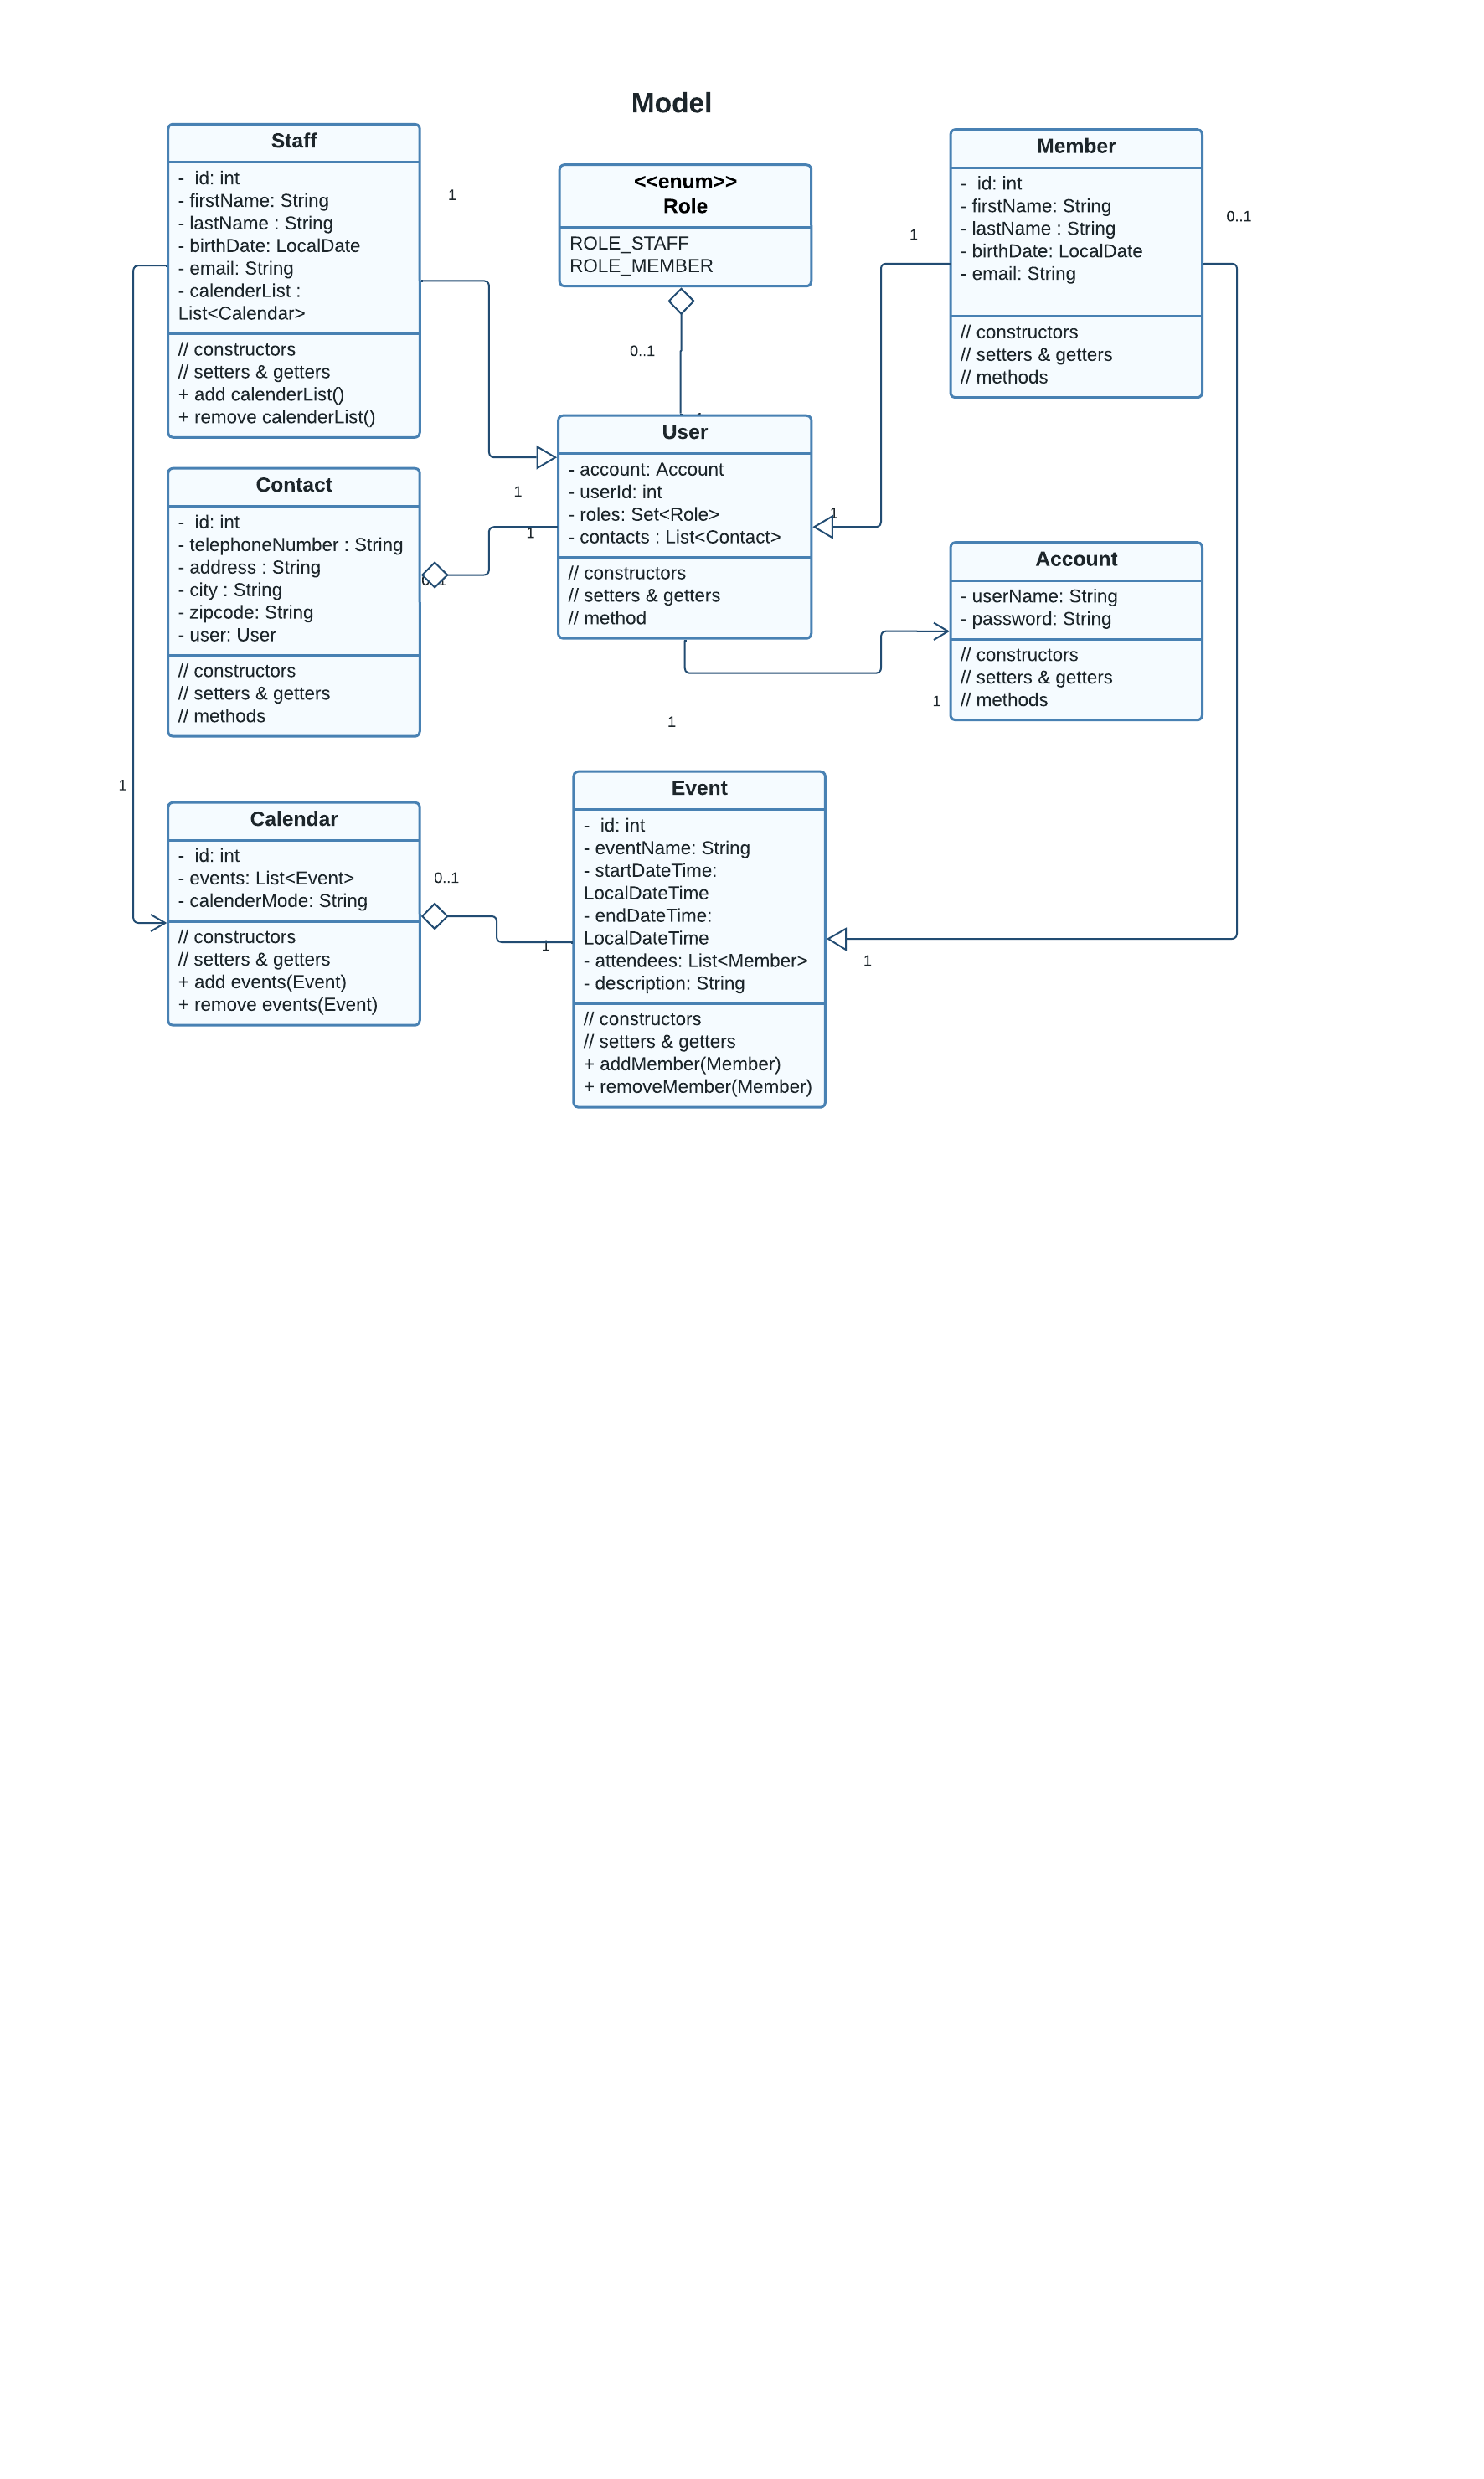 Model
Staff
-  id: int
- firstName: String
- lastName : String
- birthDate: LocalDate
- email: String
- calenderList :
List<Calendar>
// constructors
// setters & getters
+ add calenderList()
+ remove calenderList()
1
<<enum>>
Role
ROLE_STAFF
ROLE_MEMBER
0..1
Member
-  id: int
- firstName: String
- lastName : String
- birthDate: LocalDate
- email: String
// constructors
// setters & getters
// methods
1
0..1
User
- account: Account
- userId: int
- roles: Set<Role>
- contacts : List<Contact>
// constructors
// setters & getters
// method
1
1
1
Contact
-  id: int
- telephoneNumber : String
- address : String
- city : String
- zipcode: String
- user: User
// constructors
// setters & getters
// methods
0..1
Account
- userName: String
- password: String
// constructors
// setters & getters
// methods
1
1
1
Calendar
-  id: int
- events: List<Event>
- calenderMode: String
// constructors
// setters & getters
+ add events(Event)
+ remove events(Event)
0..1
1
Event
-  id: int
- eventName: String
- startDateTime:
LocalDateTime
- endDateTime:
LocalDateTime
- attendees: List<Member>
- description: String
// constructors
// setters & getters
+ addMember(Member)
+ removeMember(Member)
1